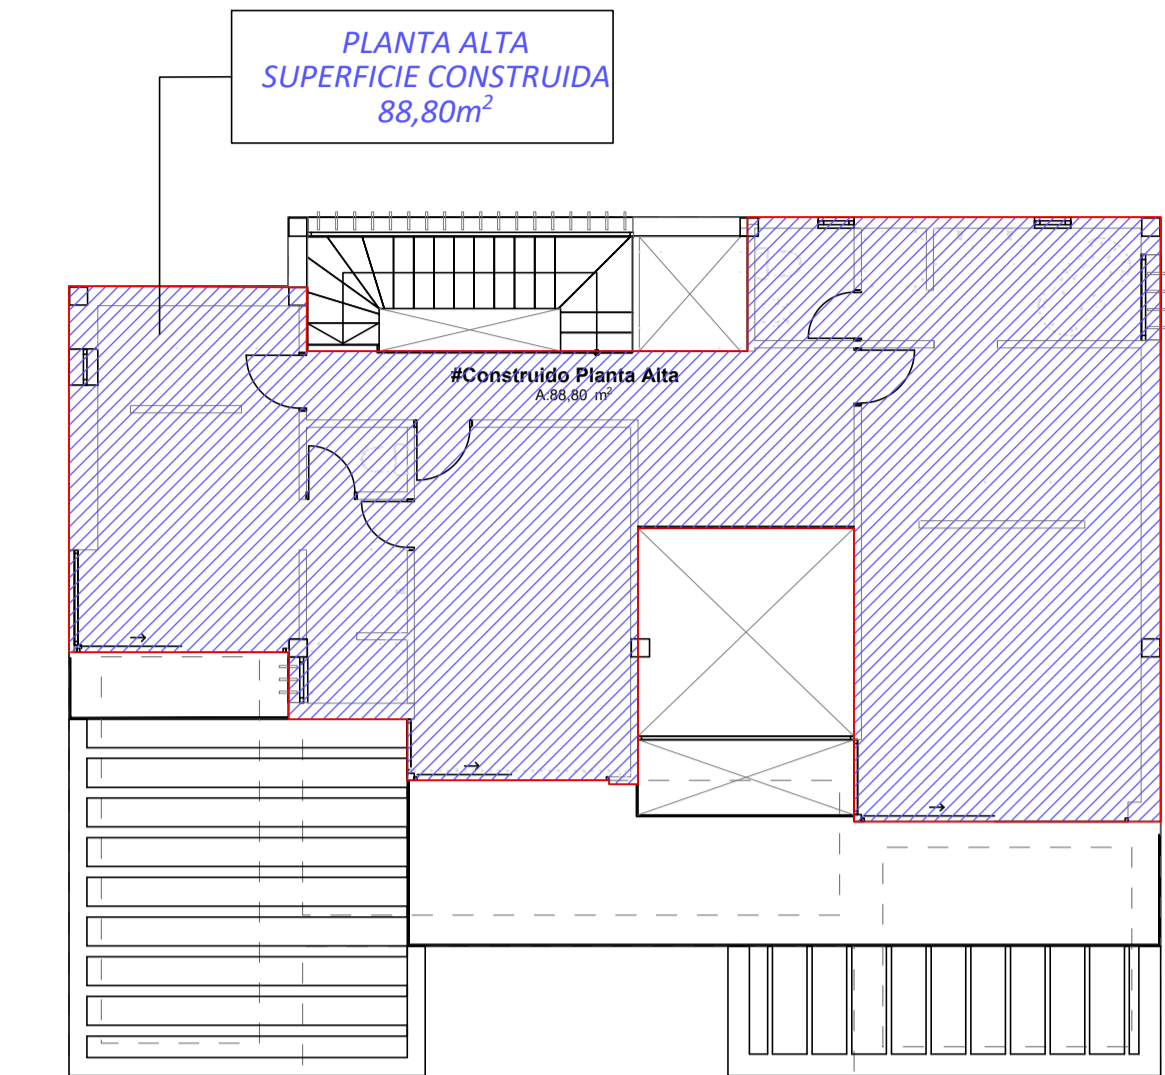 PLANTA ALTA
SUPERFICIE CONSTRUIDA
88,80m²
#Construido Planta Alta
A:88,80 m²